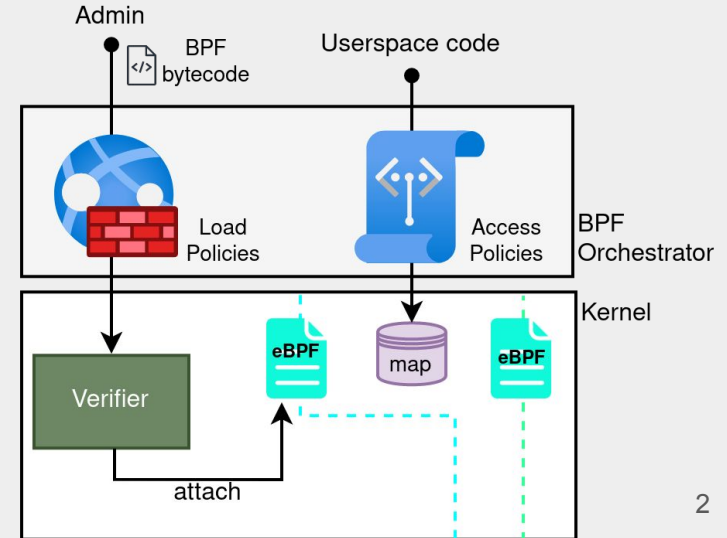 Admin
BPF
bytecode
</>
Userspace code
Load
Policies
Access
Policies
BPF
Orchestrator
Kernel
eBPF
map
eBPF
Verifier
attach
2